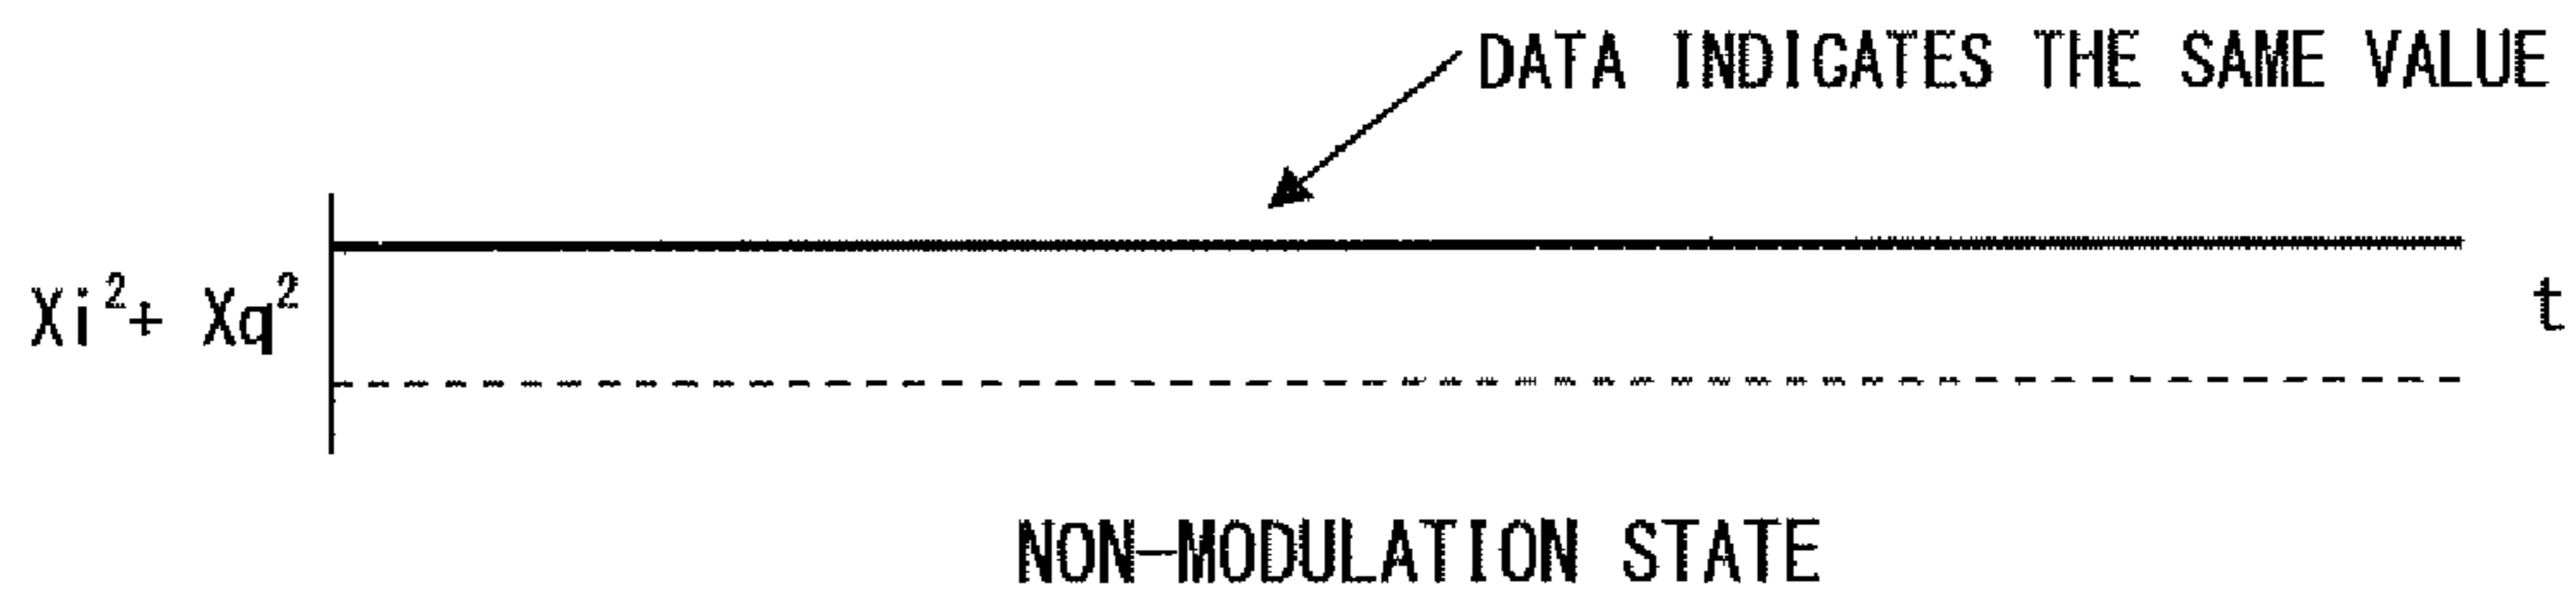 DATA INDICATES THE SAME VALUE
Xi²+ Xq²
t
NON-MODULATION STATE